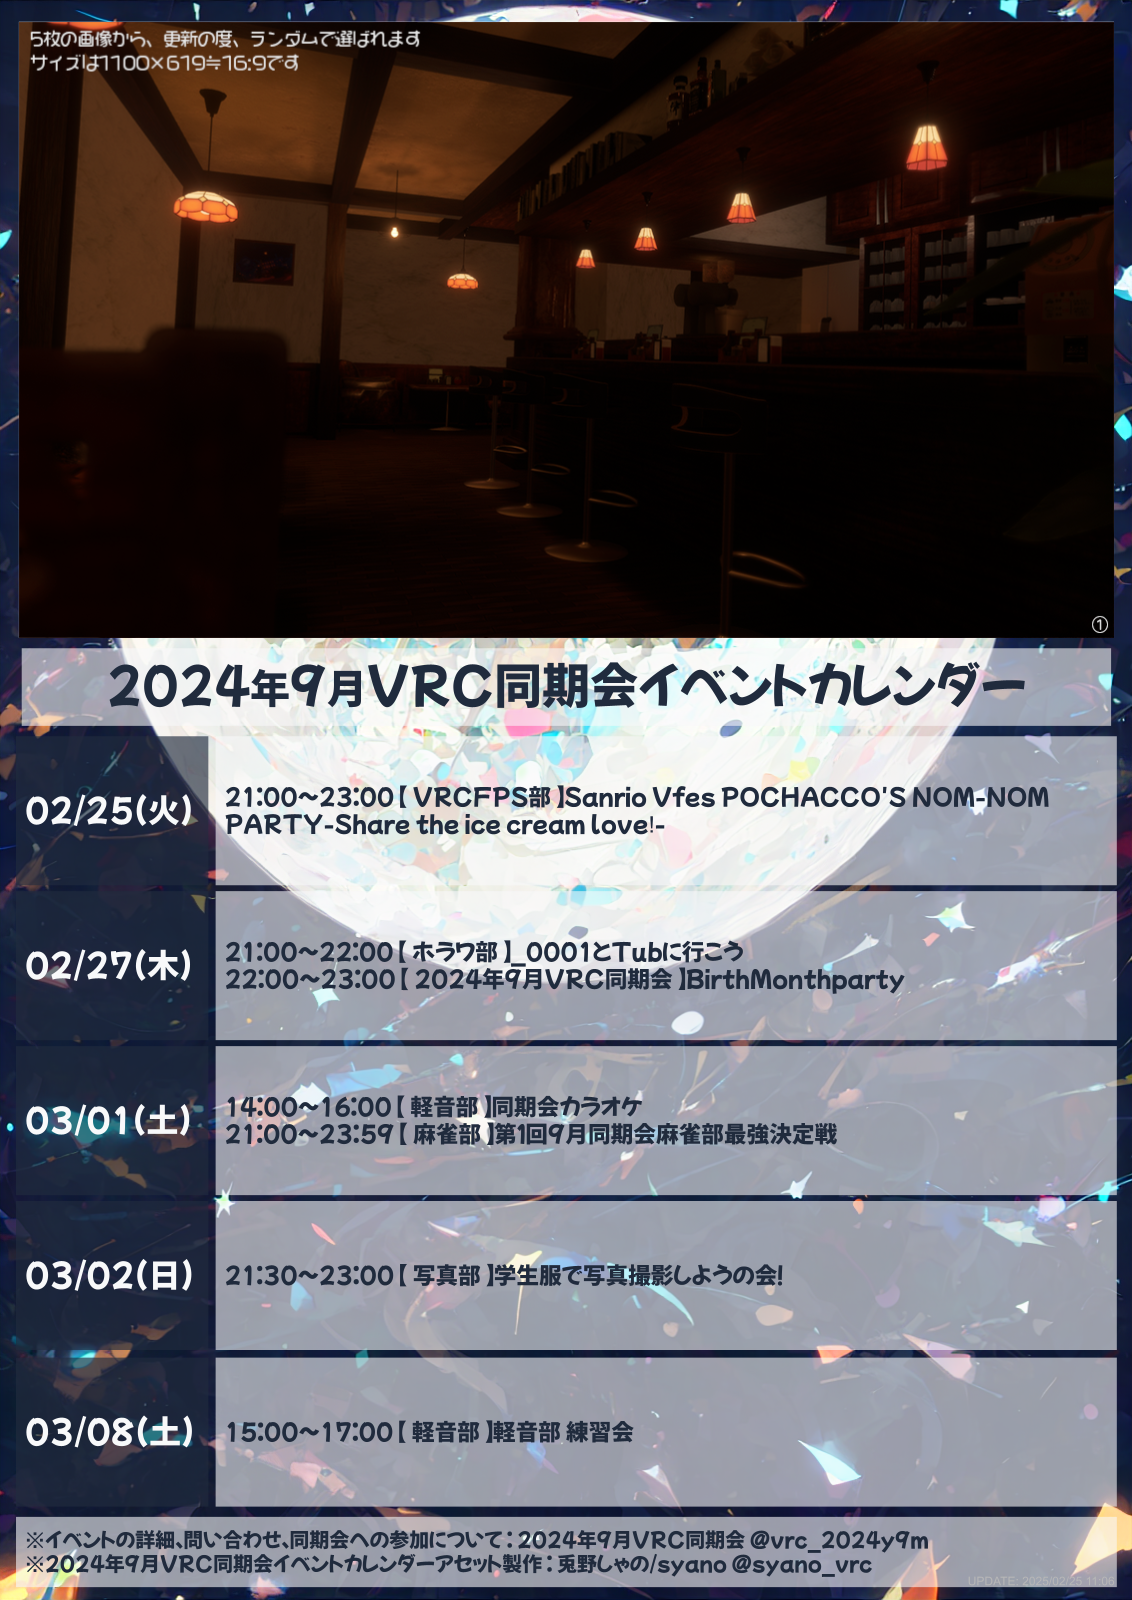 5枚の画像から、更新の度、ランダムで選ばれます
サイズは1100×619≒16:9です
①
2024年9月VRC同期会イベントカレンダー
02/25(火)
21:00～23:00【 VRCFPS部 】Sanrio Vfes POCHACCO'S NOM-NOM
PARTY-Share the ice cream love!-
02/27(木)
21:00～22:00【 ホラワ部 】_0001とTubに行こう
22:00～23:00【 2024年9月VRC同期会 】BirthMonthparty
03/01(土)
14:00～16:00【 軽音部 】同期会カラオケ
21:00～23:59【 麻雀部 】第1回9月同期会麻雀部最強決定戦
03/02(日)
21:30～23:00【 写真部 】学生服で写真撮影しようの会!
03/08(土)
15:00～17:00【 軽音部 】軽音部 練習会
※イベントの詳細、問い合わせ、同期会への参加について：2024年9月VRC同期会 @vrc_2024y9m
※2024年9月VRC同期会イベントカレンダーアセット製作：兎野しゃの/syano @syano_vrc
UPDATE: 2025/02/25 11:06